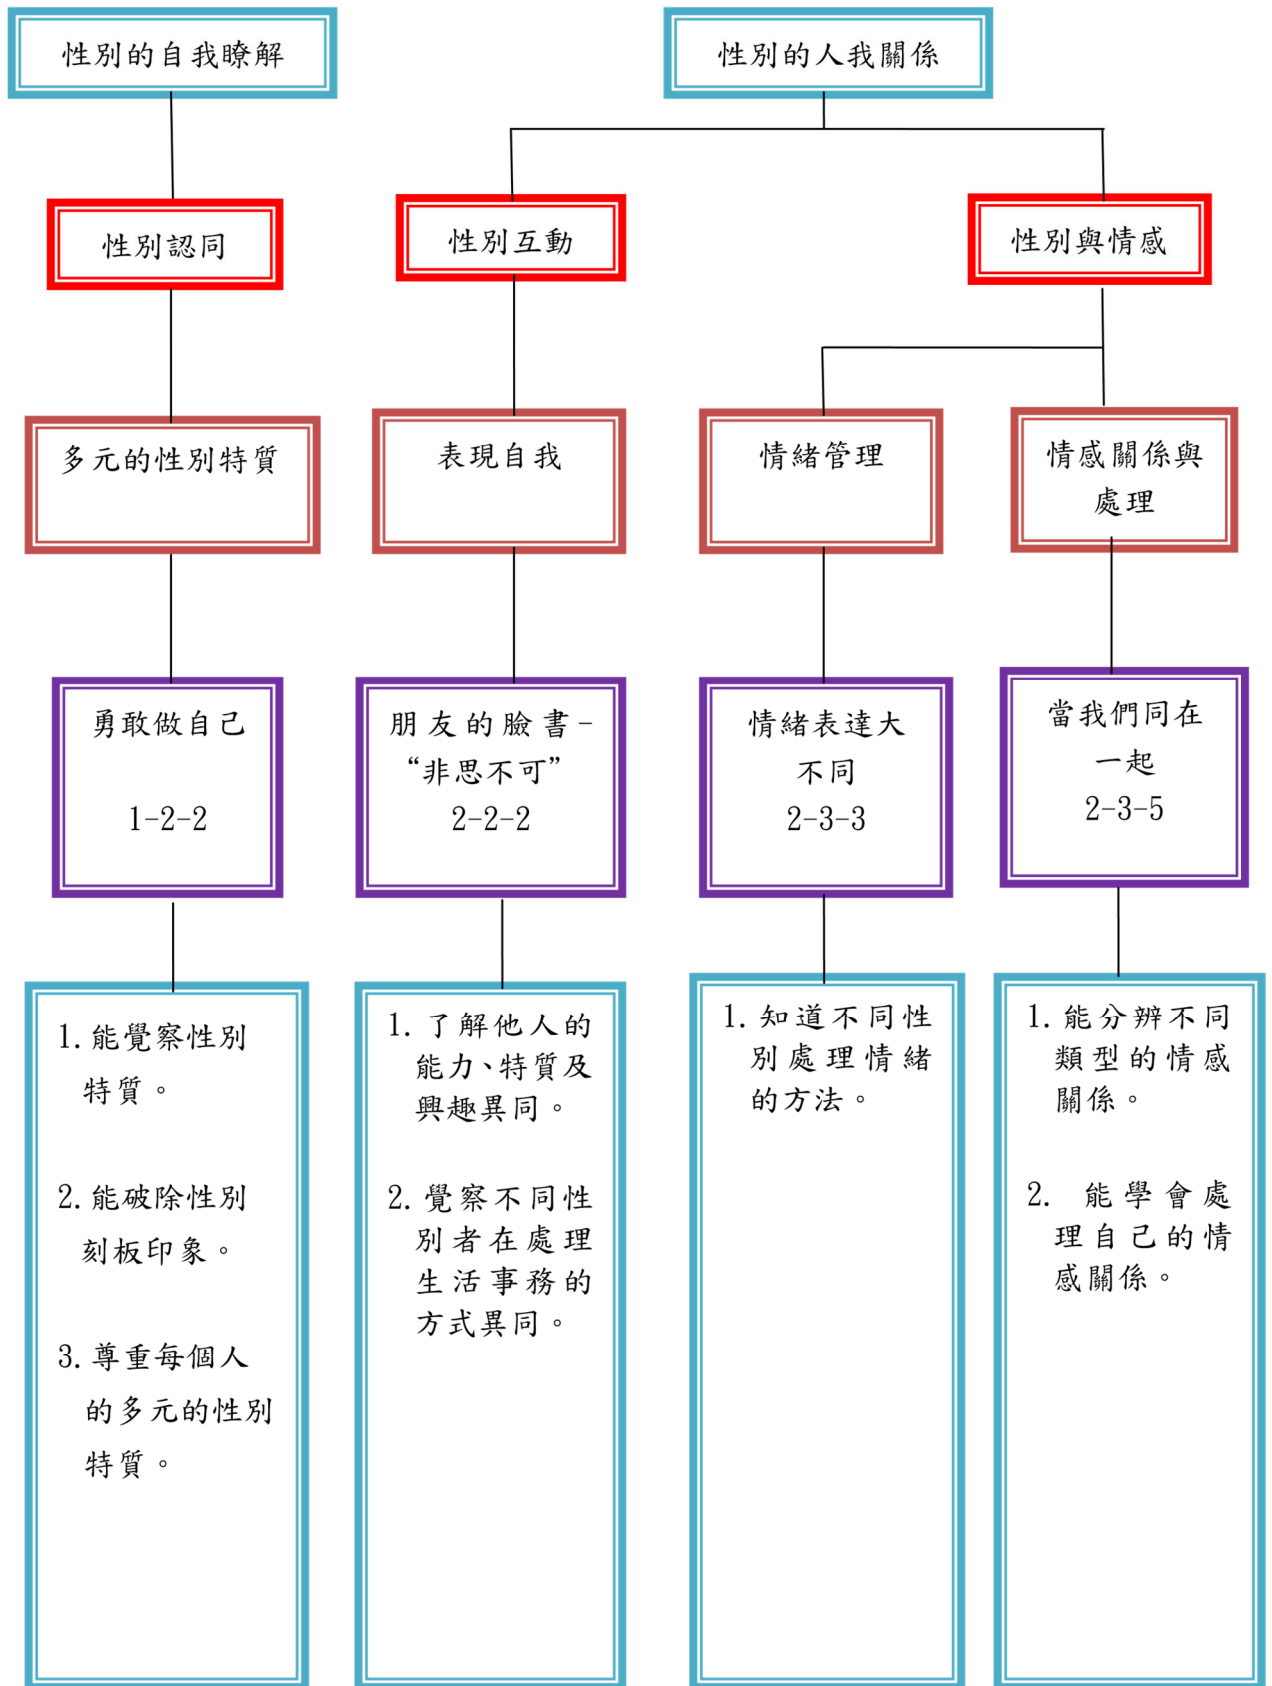 性別的自我瞭解
性別的人我關係
性別認同
性別互動
性別與情感
多元的性別特質
表現自我
情緒管理
情感關係與
處理
勇敢做自己
1-2-2
朋友的臉書-
“非思不可”
2-2-2
情緒表達大
不同
2-3-3
當我們同在
一起
2-3-5
1. 能覺察性別
特質。
2. 能破除性別
刻板印象。
3. 尊重每個人
的多元的性別
特質。
1. 了解他人的
能力、特質及
興趣異同。
2. 覺察不同性
別者在處理
生活事務的
方式異同。
1. 知道不同性
別處理情緒
的方法。
1. 能分辨不同
類型的情感
關係。
2. 能學會處
理自己的情
感關係。